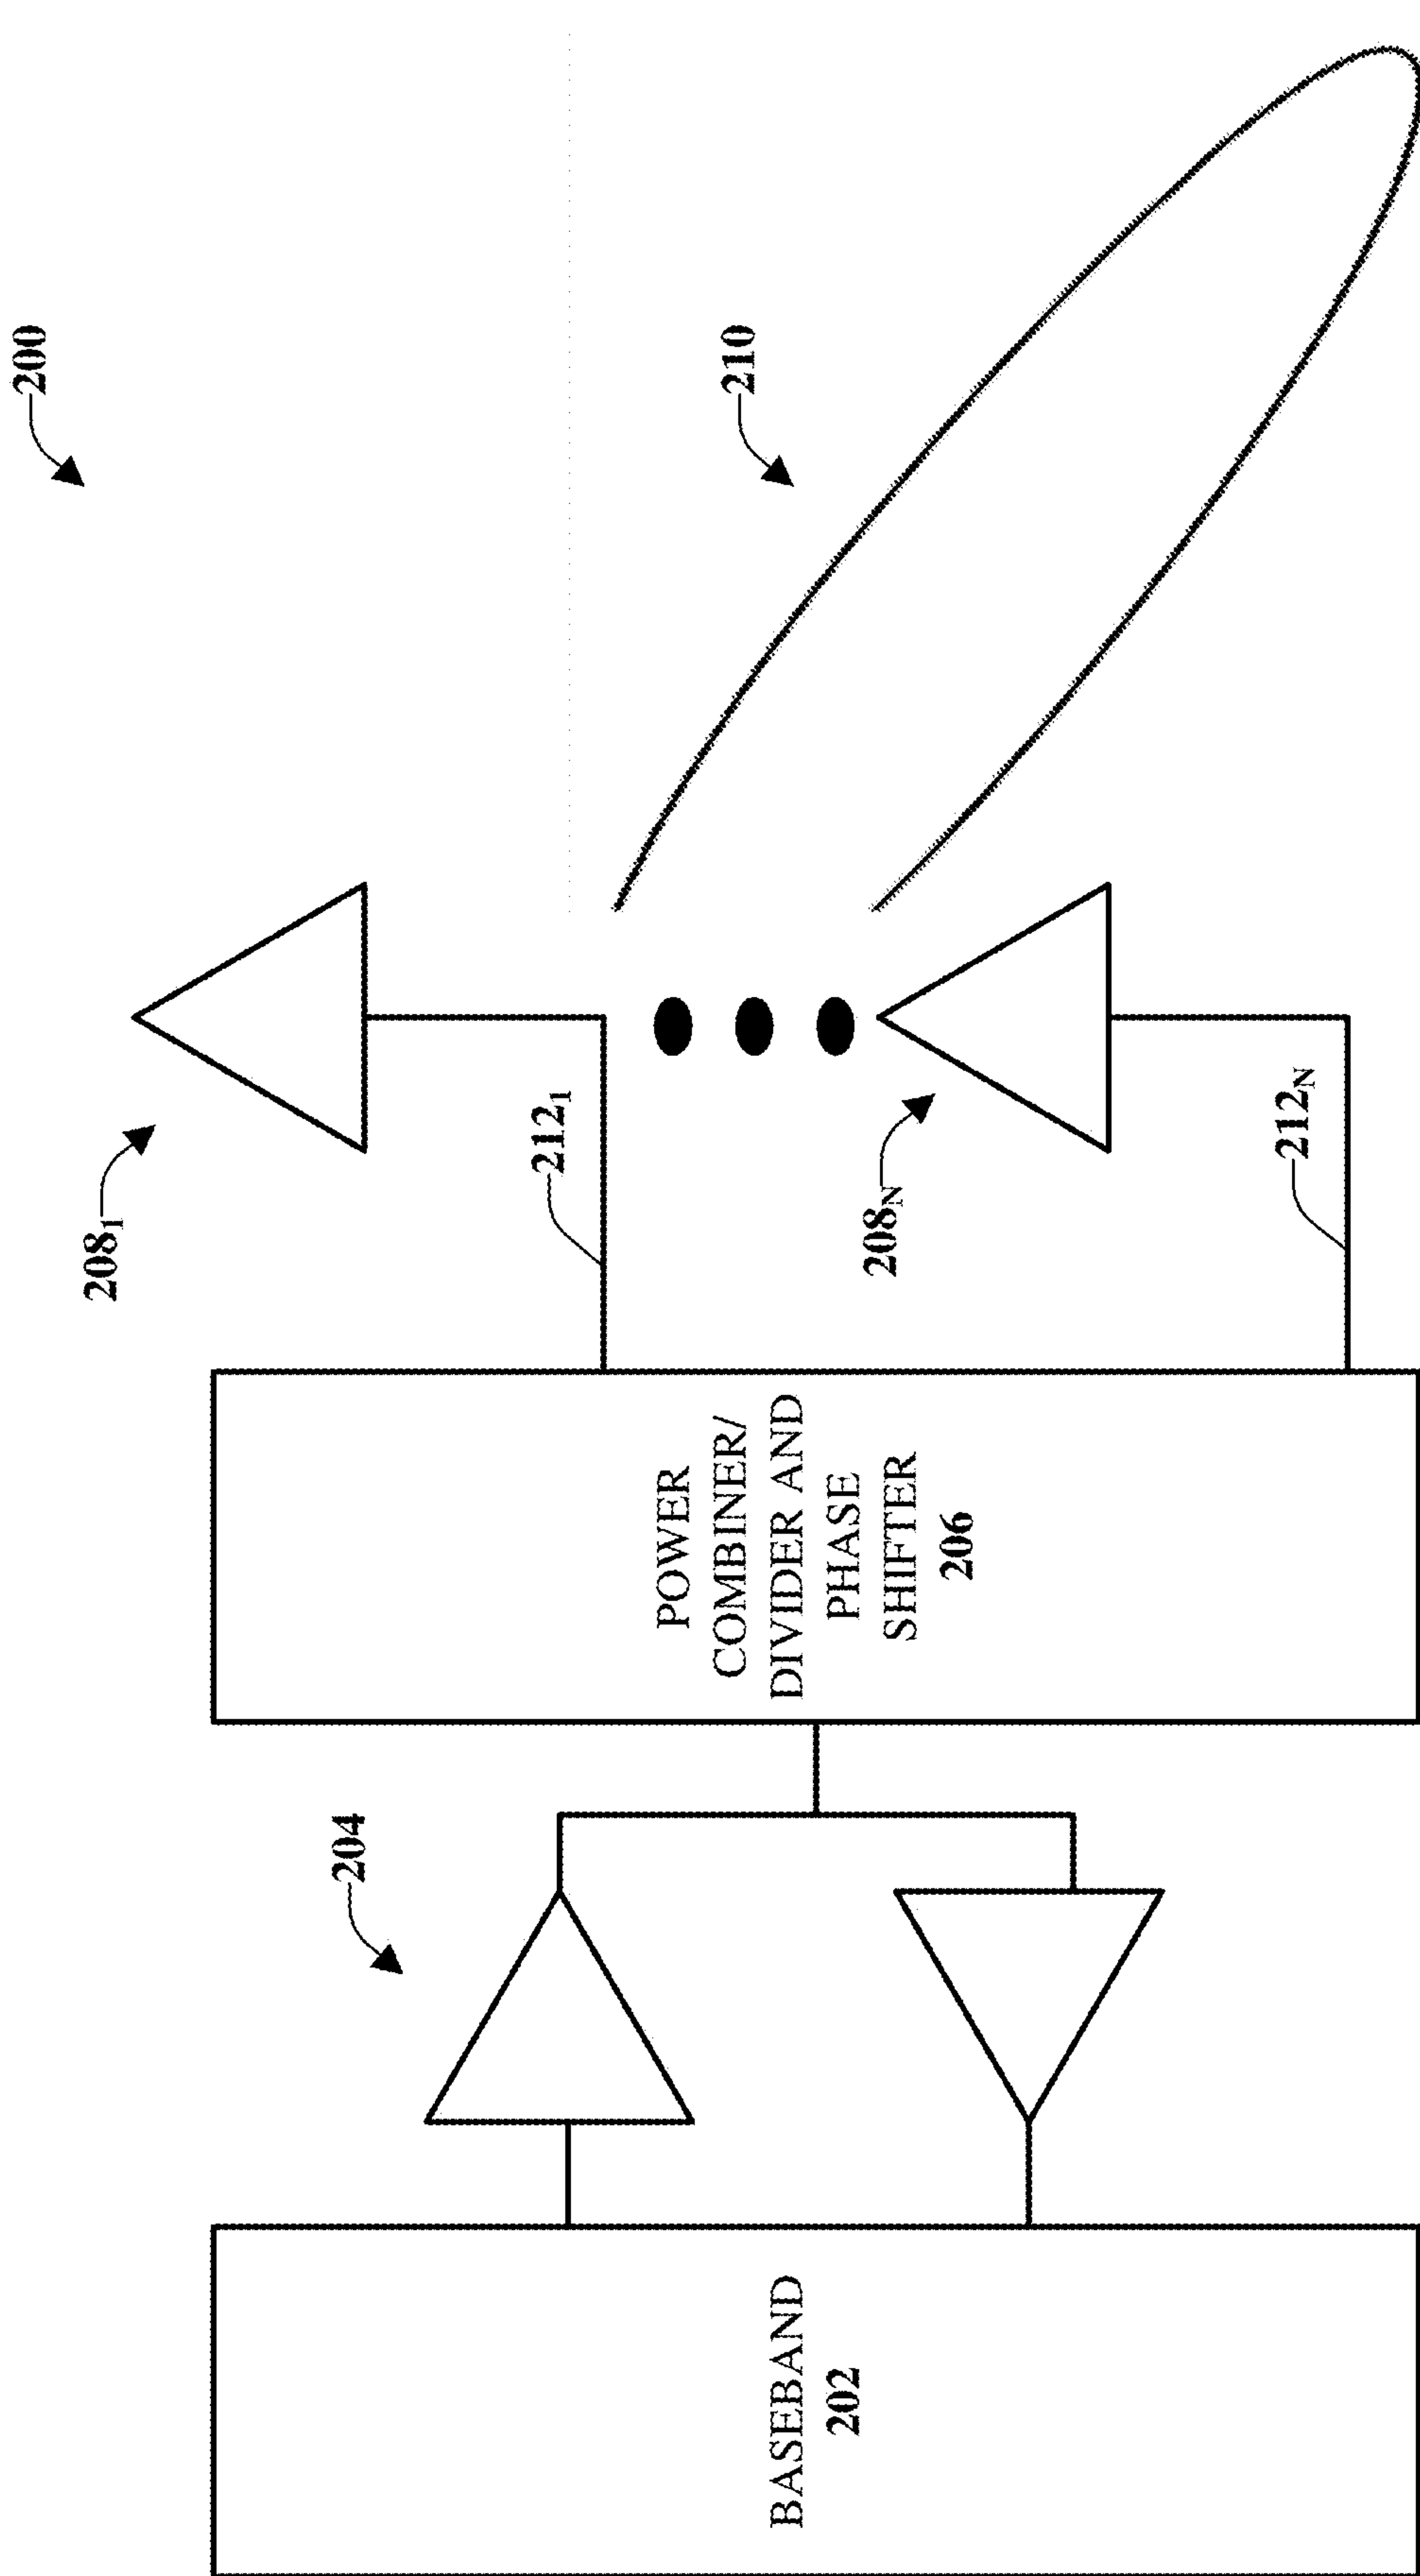 200
208₁
212₁
210
208ₙ
212ₙ
204
POWER
COMBINER/
DIVIDER AND
PHASE
SHIFTER
206
BASEBAND
202